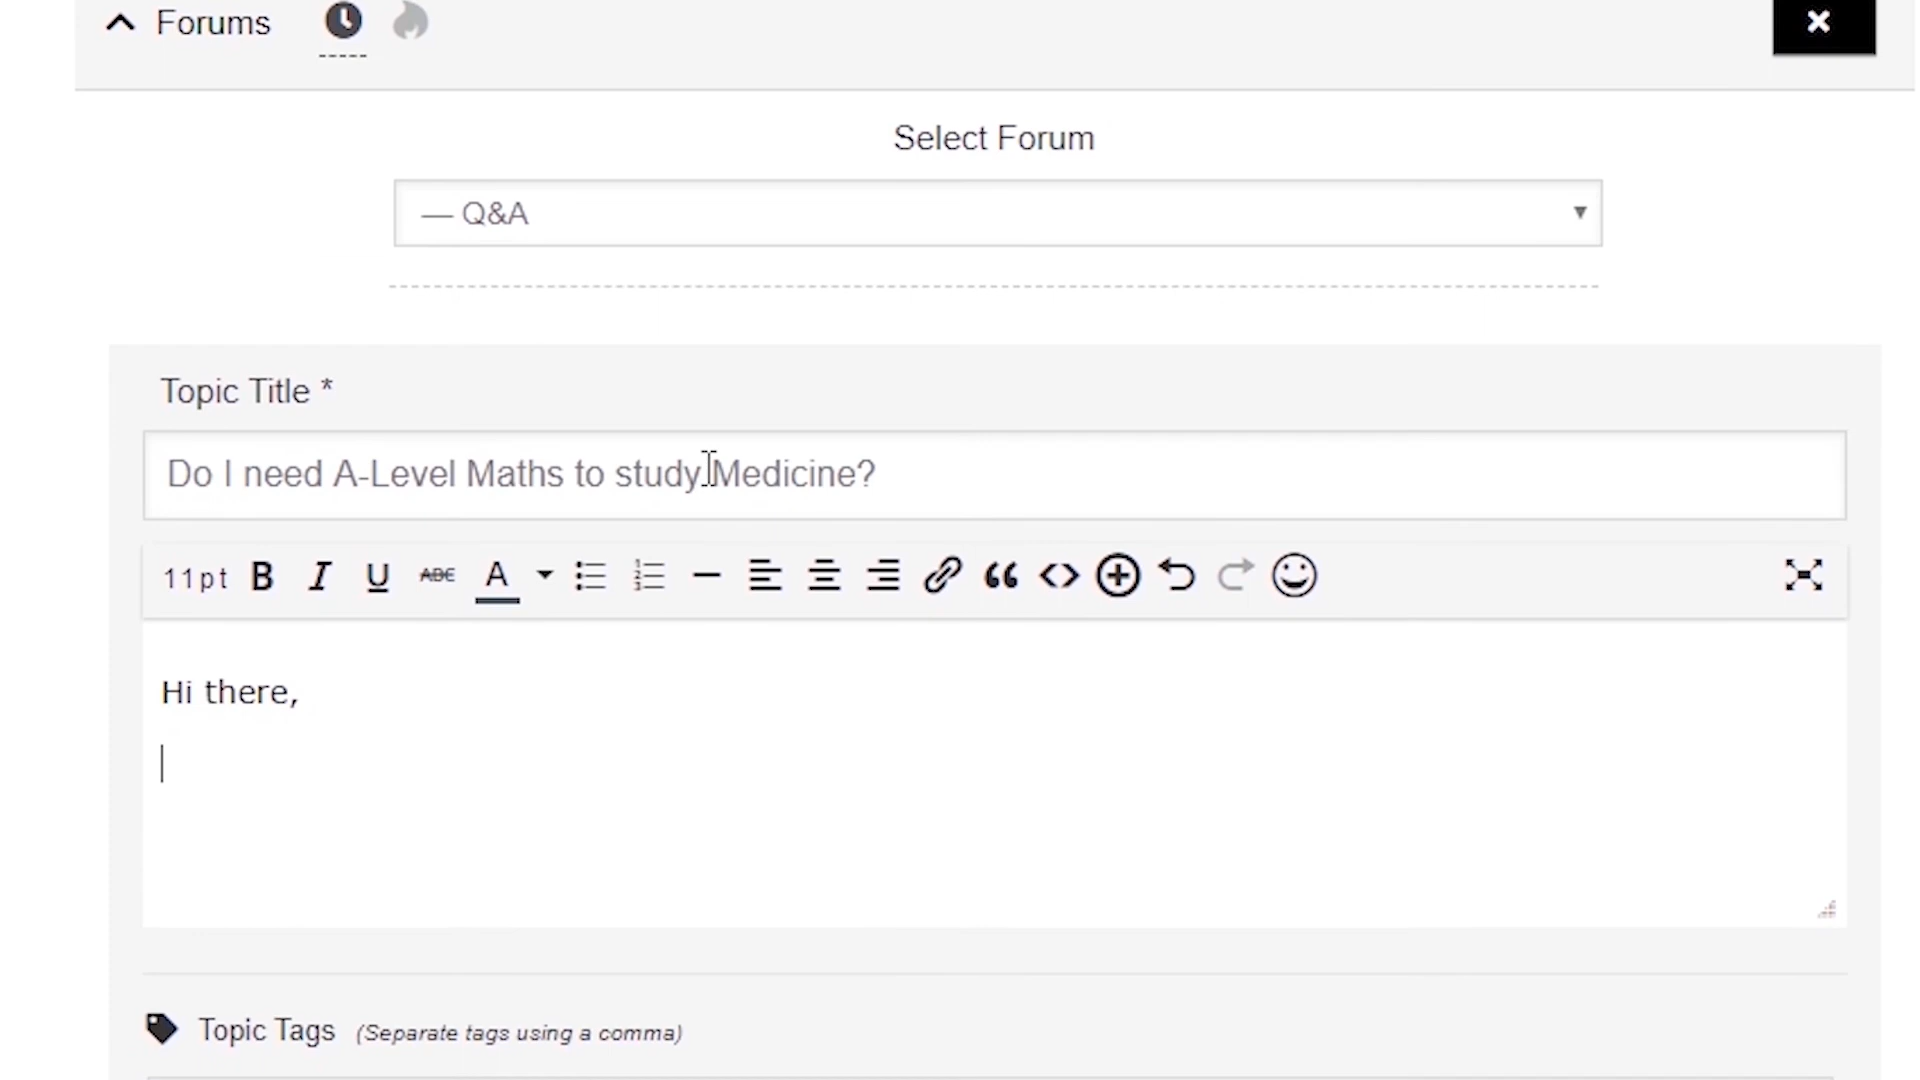 Forums
Select Forum
— Q&A
Topic Title *
Do I need A-Level Maths to study Medicine?
11pt B I U ABC A
Hi there,
Topic Tags (Separate tags using a comma)